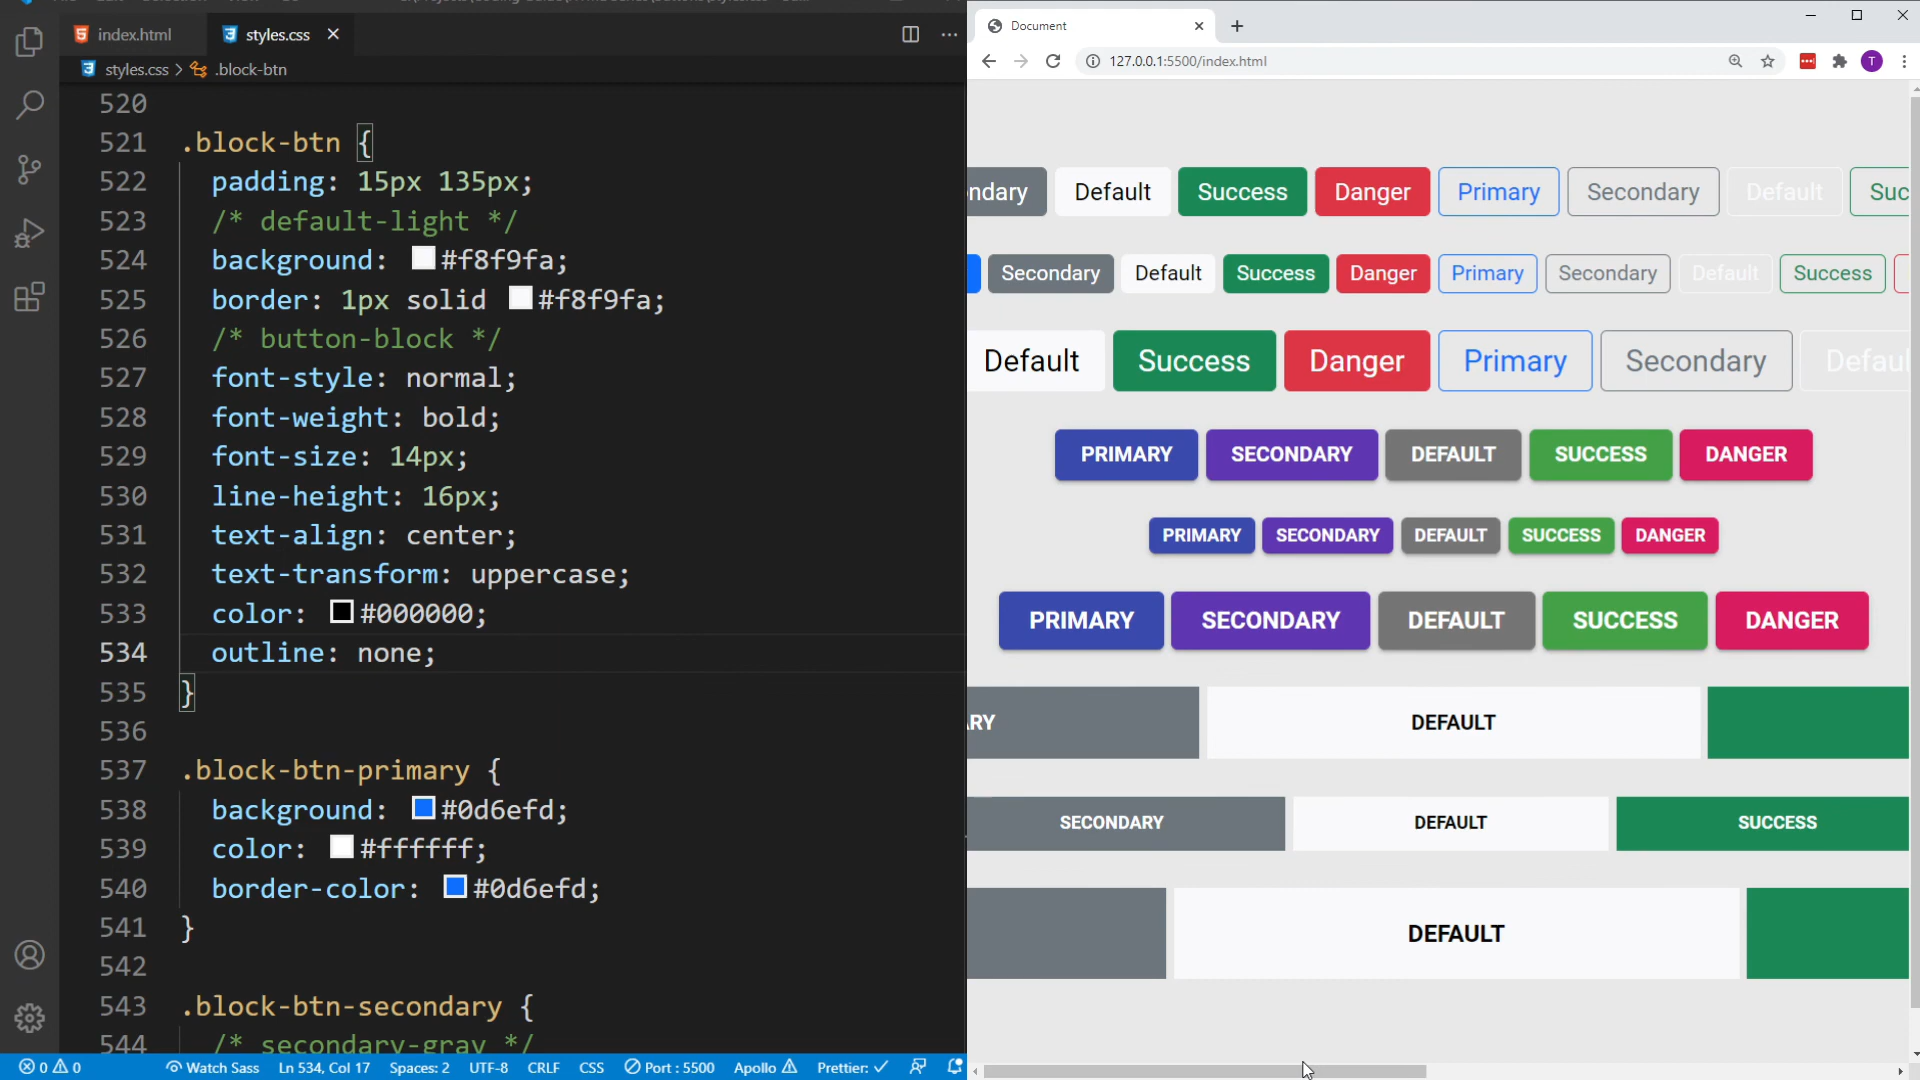 index.html
styles.css
styles.css > .block-btn
520
521 .block-btn {
522 padding: 15px 135px;
523 /* default-light */
524 background: #f8f9fa;
525 border: 1px solid #f8f9fa;
526 /* button-block */
527 font-style: normal;
528 font-weight: bold;
529 font-size: 14px;
530 line-height: 16px;
531 text-align: center;
532 text-transform: uppercase;
533 color: #000000;
534 outline: none;
535 }
536
537 .block-btn-primary {
538 background: #0d6efd;
539 color: #ffffff;
540 border-color: #0d6efd;
541 }
542
543 .block-btn-secondary {
544 /* secondary-gray */
0 0 Watch Sass Ln 534, Col 17 Spaces: 2 UTF-8 CRLF CSS Port : 5500 Apollo Prettier:
Document
127.0.0.1:5500/index.html
T
ndary Default Success Danger Primary Secondary Default Suc
Secondary Default Success Danger Primary Secondary Default Success
Default Success Danger Primary Secondary Defau
PRIMARY SECONDARY DEFAULT SUCCESS DANGER
PRIMARY SECONDARY DEFAULT SUCCESS DANGER
PRIMARY SECONDARY DEFAULT SUCCESS DANGER
ARY DEFAULT
SECONDARY DEFAULT SUCCESS
DEFAULT